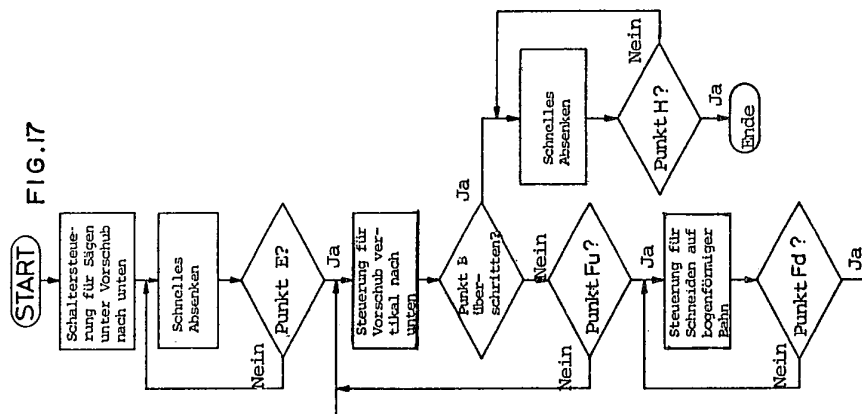 FIG.17
START
Schaltersteue-
rung für Sägen
unter Vorschub
nach unten
Schnelles
Absenken
Punkt E?
Nein
Ja
Steuerung für
Vorschub ver-
tikal nach
unten
Punkt B
über-
schritten?
Ja
Nein
Schnelles
Absenken
Punkt H?
Nein
Ja
Ende
Punkt Fu?
Nein
Ja
Steuerung für
Schneiden auf
bogenförmiger
Bahn
Punkt Fd?
Nein
Ja